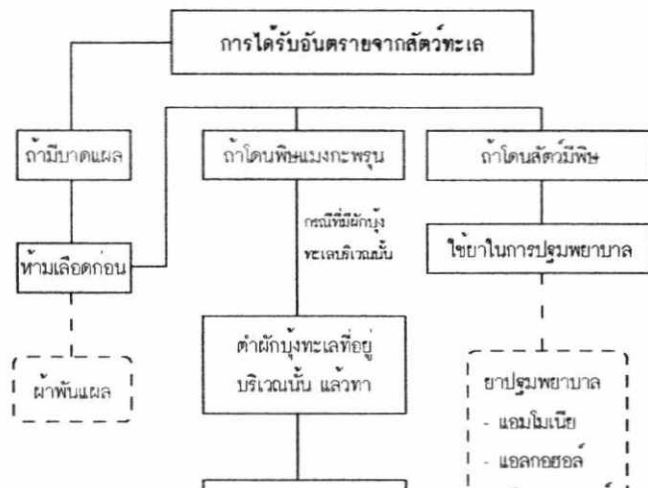 การได้รับอันตรายจากสัตว์ทะเล
ถ้ามีบาดแผล
ถ้าโดนพิษแมงกะพรุน
ถ้าโดนสัตว์มีพิษ
กรณีที่มีผักบุ้ง
ทะเลบริเวณนั้น
ห้ามเลือดก่อน
ใช้ยาในการปฐมพยาบาล
ผ้าพันแผล
ตำผักบุ้งทะเลที่อยู่
บริเวณนั้น แล้วทา
ยาปฐมพยาบาล
- แอมโมเนีย
- แอลกอฮอล์